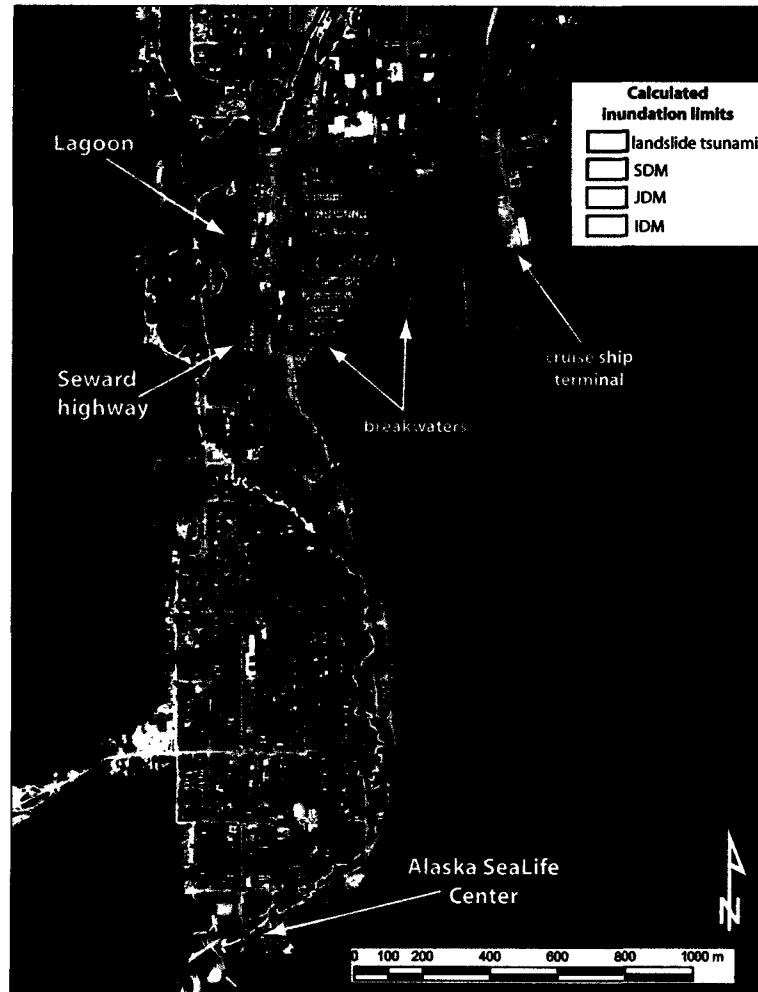 Calculated
inundation limits
landslide tsunami
SDM
JDM
IDM
Lagoon
cruise ship
terminal
Seward
highway
breakwaters
Alaska SeaLife
Center
N
0 100 200 400 600 800 1000 m